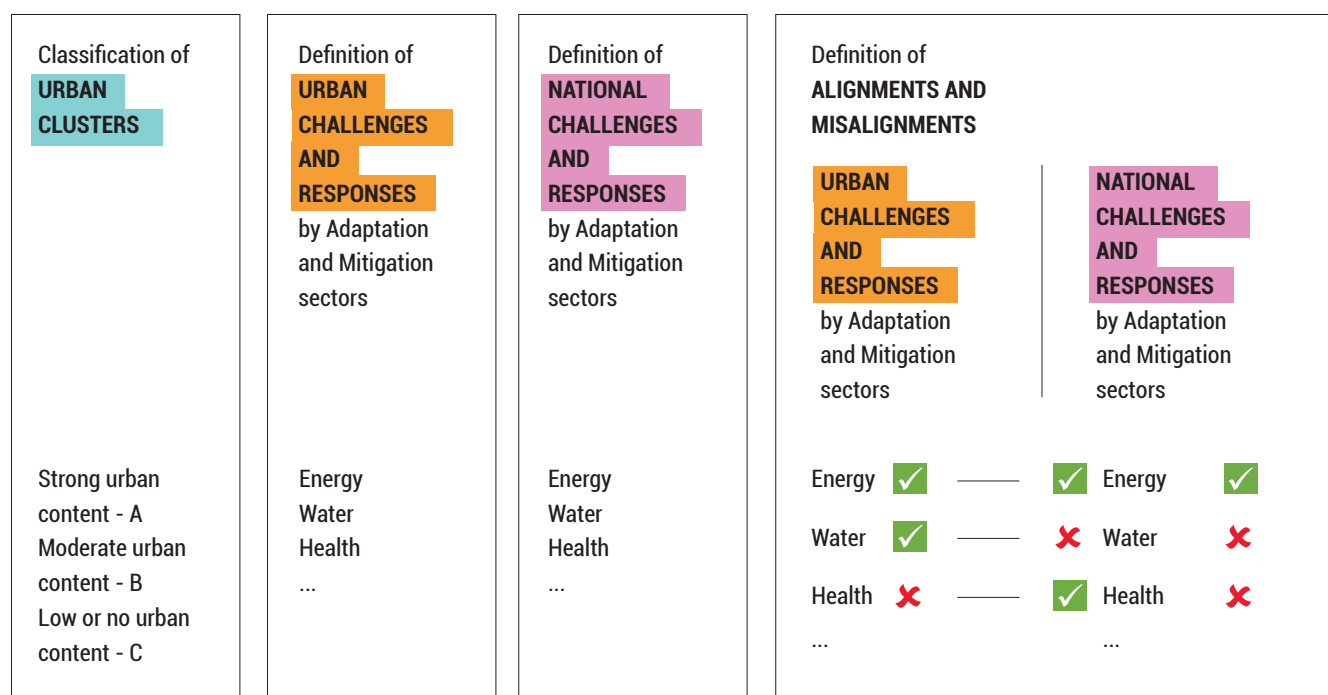 Classification of
URBAN
CLUSTERS
Strong urban
content - A
Moderate urban
content - B
Low or no urban
content - C
Definition of
URBAN
CHALLENGES
AND
RESPONSES
by Adaptation
and Mitigation
sectors
Energy
Water
Health
...
Definition of
NATIONAL
CHALLENGES
AND
RESPONSES
by Adaptation
and Mitigation
sectors
Energy
Water
Health
...
Definition of
ALIGNMENTS AND
MISALIGNMENTS
URBAN
CHALLENGES
AND
RESPONSES
by Adaptation
and Mitigation
sectors
NATIONAL
CHALLENGES
AND
RESPONSES
by Adaptation
and Mitigation
sectors
Energy Energy
Water Water
Health Health
... ...